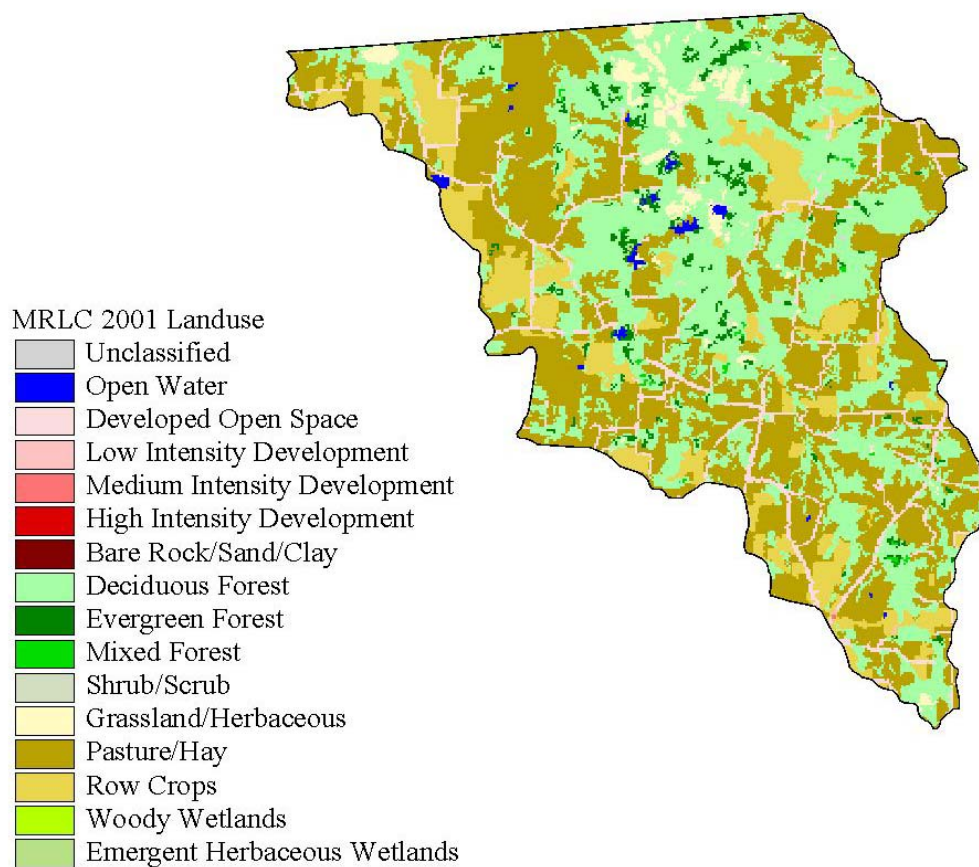 MRLC 2001 Landuse
Unclassified
Open Water
Developed Open Space
Low Intensity Development
Medium Intensity Development
High Intensity Development
Bare Rock/Sand/Clay
Deciduous Forest
Evergreen Forest
Mixed Forest
Shrub/Scrub
Grassland/Herbaceous
Pasture/Hay
Row Crops
Woody Wetlands
Emergent Herbaceous Wetlands